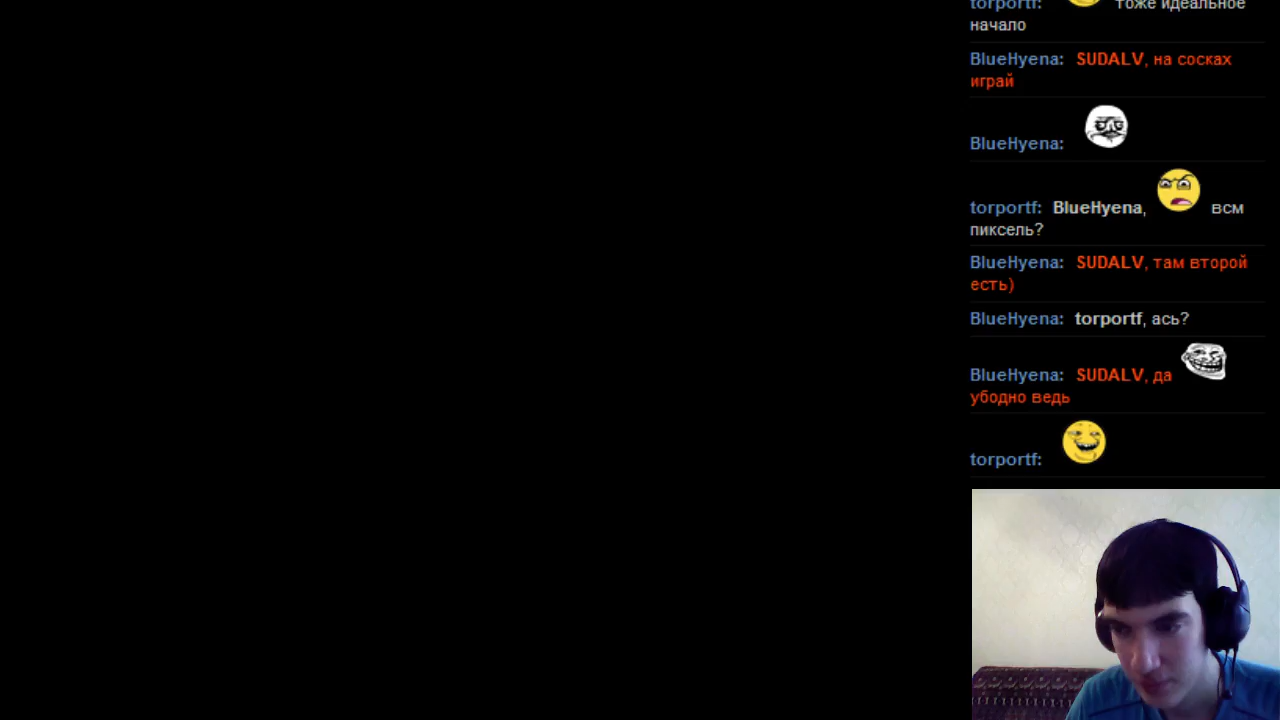 torportf: тоже идеальное
начало
BlueHyena: SUDALV, на сосках
играй
BlueHyena:
torportf: BlueHyena, всм
пиксель?
BlueHyena: SUDALV, там второй
есть)
BlueHyena: torportf, ась?
BlueHyena: SUDALV, да
убодно ведь
torportf: